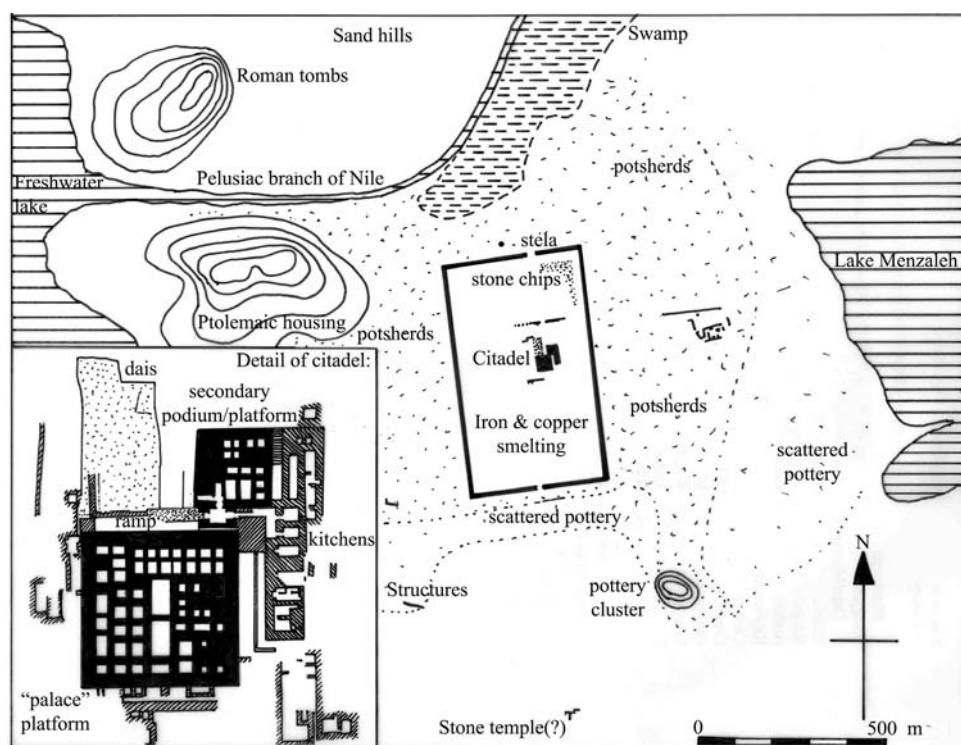 Sand hills
Swamp
Roman tombs
potsherds
Freshwater
lake
Pelusiac branch of Nile
stela
stone chips
Lake Menzaleh
Ptolemaic housing
potsherds
Citadel
Detail of citadel:
dais
secondary
podium/platform
potsherds
Iron & copper
smelting
scattered
pottery
scattered pottery
ramp
kitchens
N
Structures
pottery
cluster
"palace"
platform
Stone temple(?)
0 500 m